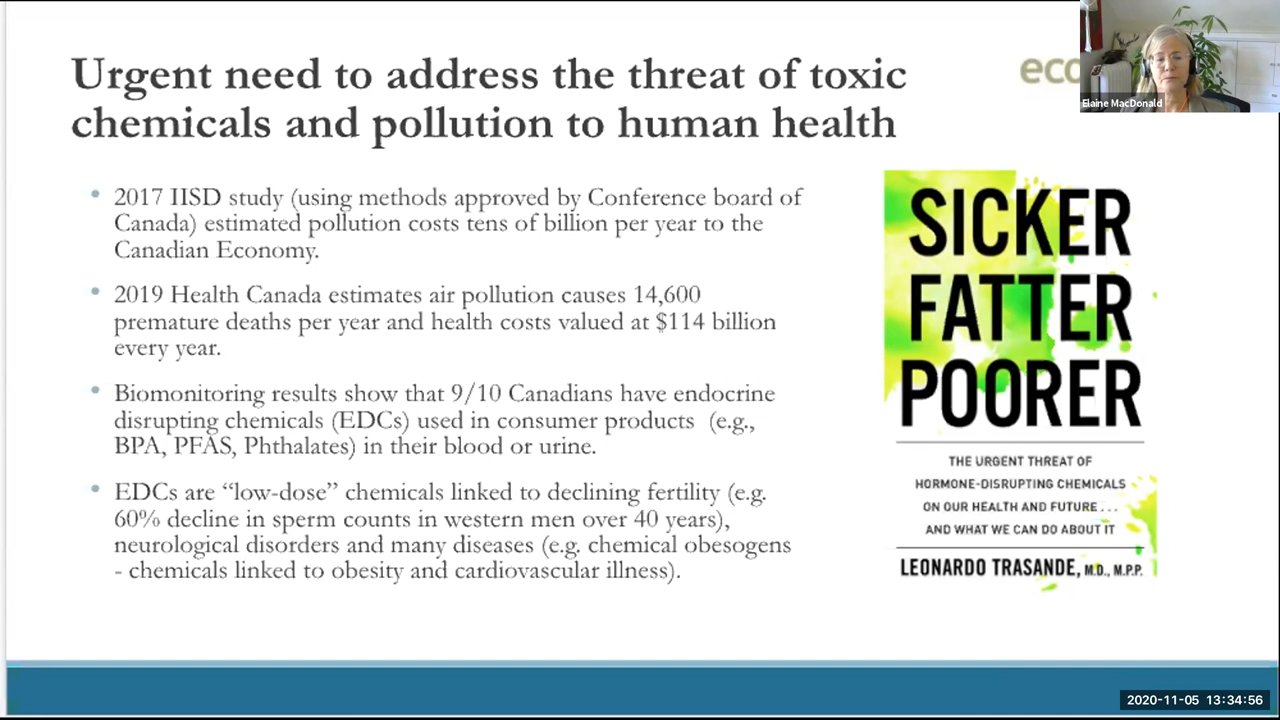 Urgent need to address the threat of toxic
chemicals and pollution to human health
eco
Elaine MacDonald
• 2017 IISD study (using methods approved by Conference board of
Canada) estimated pollution costs tens of billion per year to the
Canadian Economy.
• 2019 Health Canada estimates air pollution causes 14,600
premature deaths per year and health costs valued at $114 billion
every year.
• Biomonitoring results show that 9/10 Canadians have endocrine
disrupting chemicals (EDCs) used in consumer products (e.g.,
BPA, PFAS, Phthalates) in their blood or urine.
• EDCs are “low-dose” chemicals linked to declining fertility (e.g.
60% decline in sperm counts in western men over 40 years),
neurological disorders and many diseases (e.g. chemical obesogens
- chemicals linked to obesity and cardiovascular illness).
SICKER
FATTER
POORER
THE URGENT THREAT OF
HORMONE-DISRUPTING CHEMICALS
ON OUR HEALTH AND FUTURE . . .
AND WHAT WE CAN DO ABOUT IT
LEONARDO TRASANDE, M.D., M.P.P.
2020-11-05 13:34:56